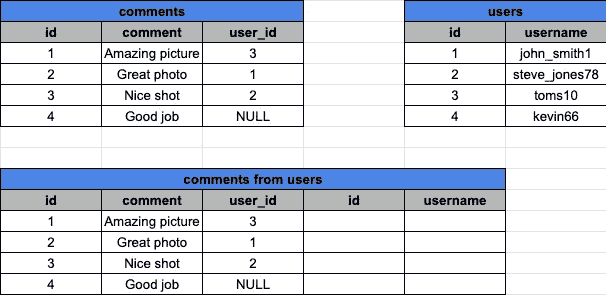 comments users
id comment user_id id username
1 Amazing picture 3 1 john_smith1
2 Great photo 1 2 steve_jones78
3 Nice shot 2 3 toms10
4 Good job NULL 4 kevin66
comments from users
id comment user_id id username
1 Amazing picture 3
2 Great photo 1
3 Nice shot 2
4 Good job NULL